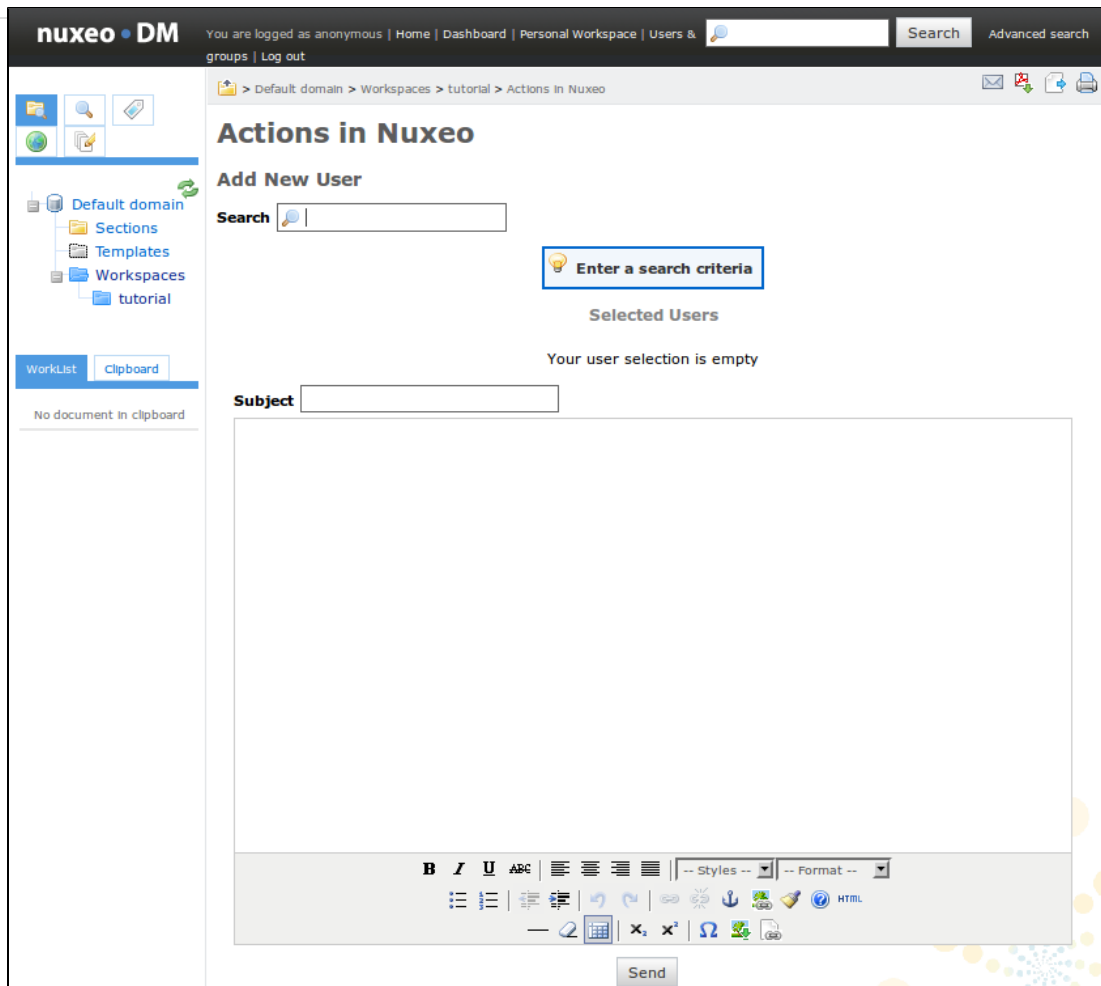 nuxeo • DM
You are logged as anonymous | Home | Dashboard | Personal Workspace | Users &
groups | Log out
Search
Advanced search
> Default domain > Workspaces > tutorial > Actions In Nuxeo
Actions in Nuxeo
Add New User
Search
Default domain
Sections
Templates
Workspaces
tutorial
Enter a search criteria
Selected Users
Your user selection is empty
WorkList
Clipboard
No document in clipboard
Subject
B I U ABC -- Styles -- -- Format --
HTML
— x₂ x² Ω
Send